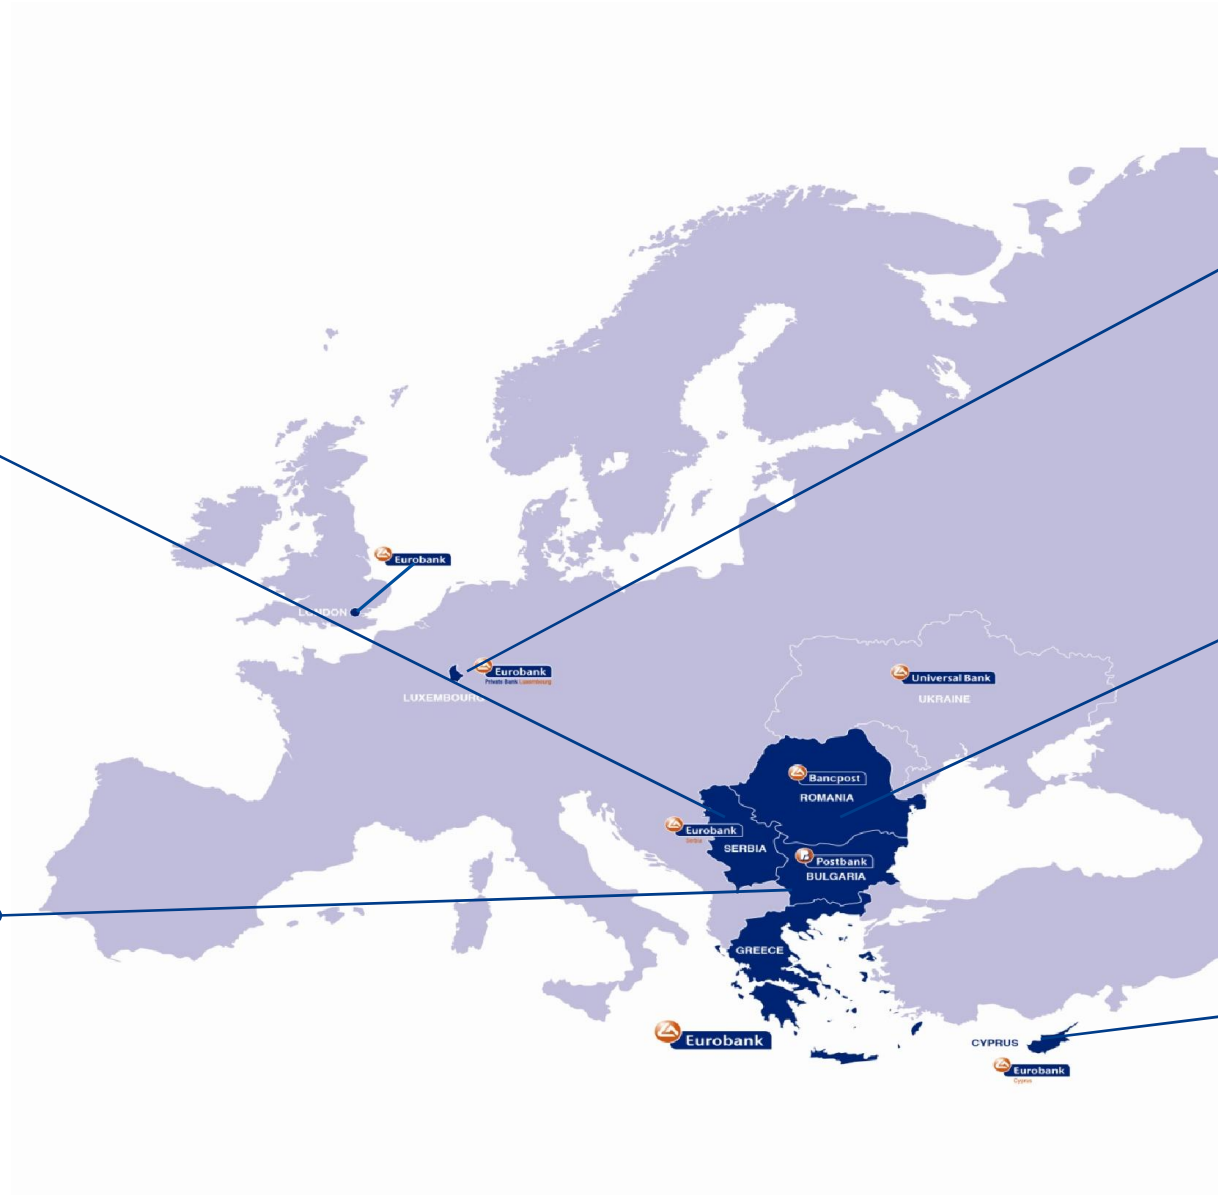 Eurobank
LONDON
Eurobank
Private Bank Luxembourg
LUXEMBOURG
Universal Bank
UKRAINE
Bancpost
ROMANIA
Eurobank
Serbia
SERBIA
Postbank
BULGARIA
GREECE
Eurobank
CYPRUS
Eurobank
Cyprus